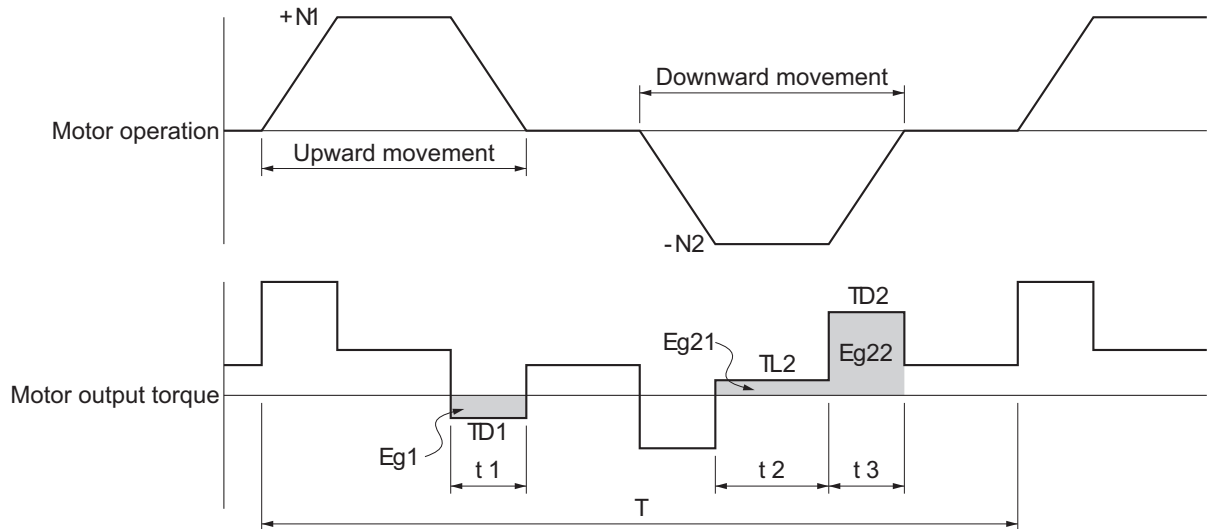 +N1
Downward movement
Motor operation
Upward movement
-N2
TD2
Eg21
TL2
Eg22
Motor output torque
TD1
Eg1
t 1
t 2
t 3
T